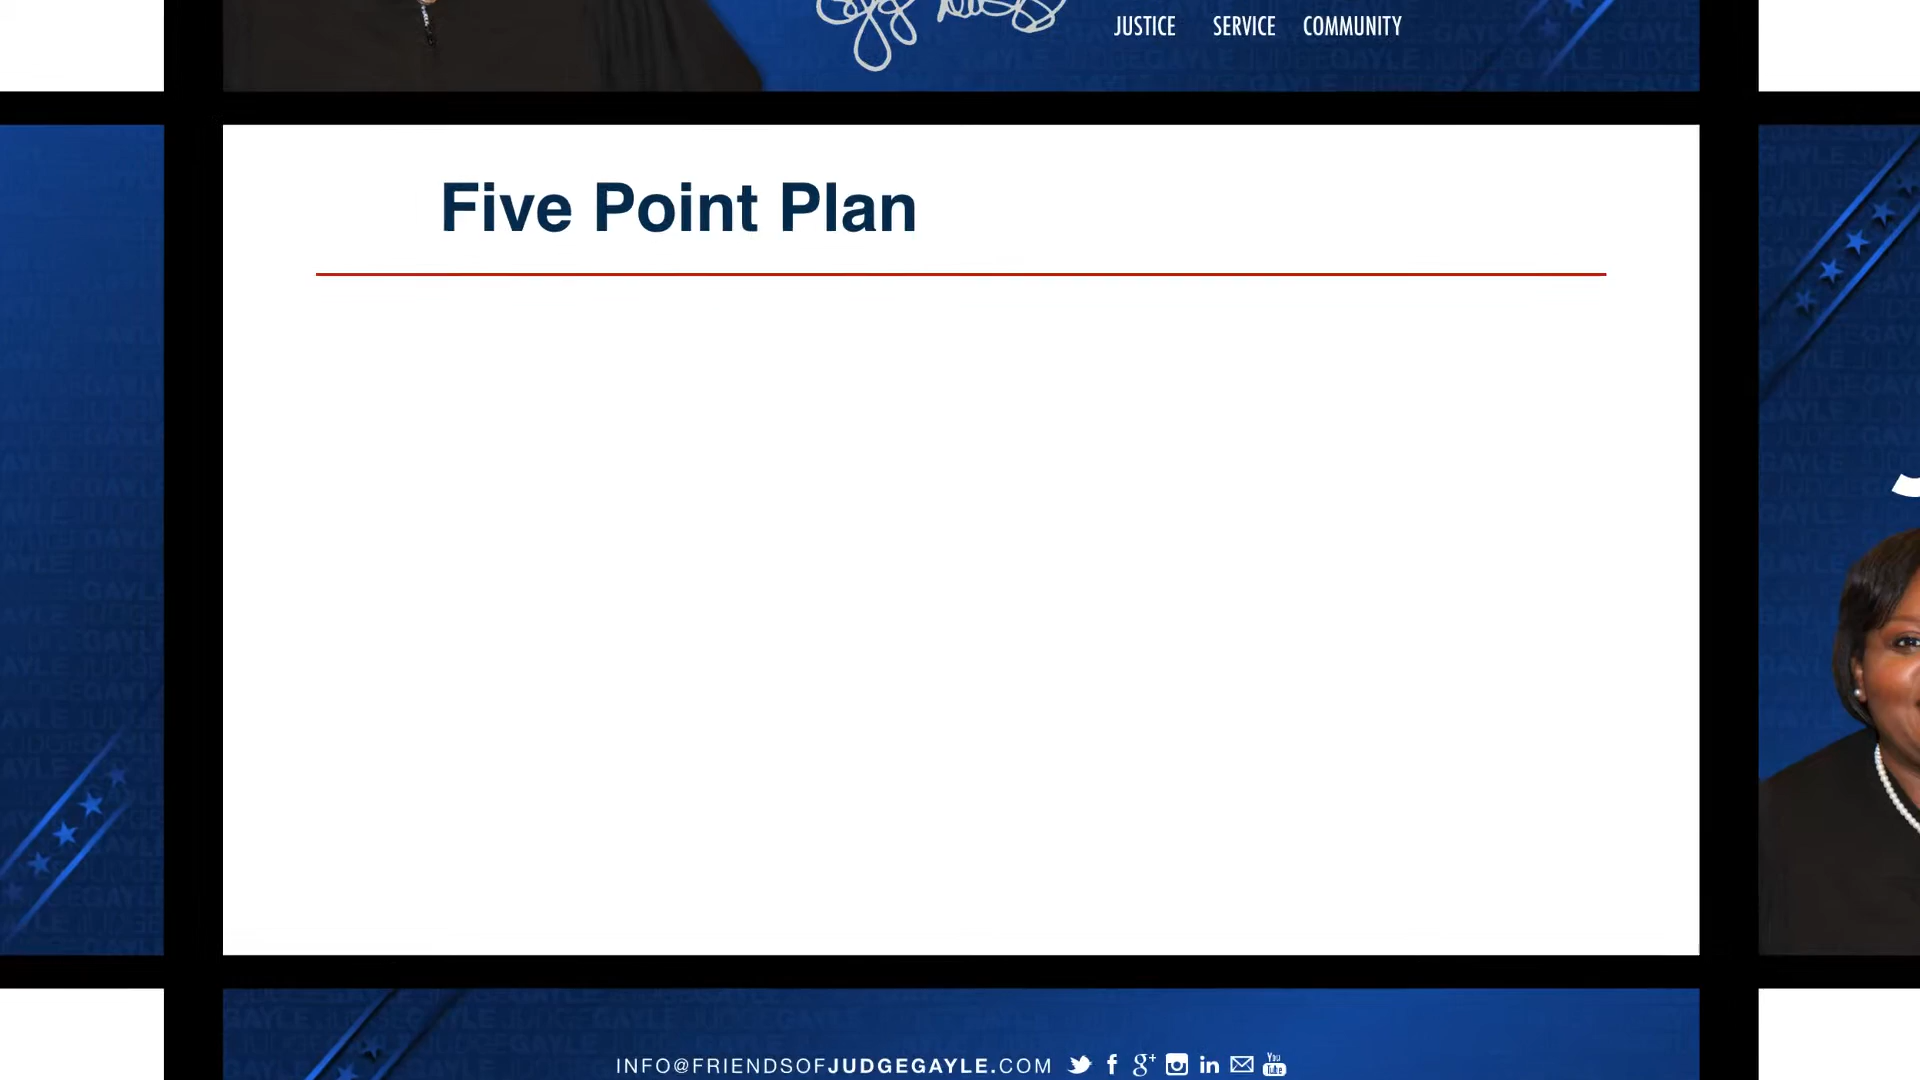 JUSTICE SERVICE COMMUNITY
Five Point Plan
INFO@FRIENDSOFJUDGEGAYLE.COM